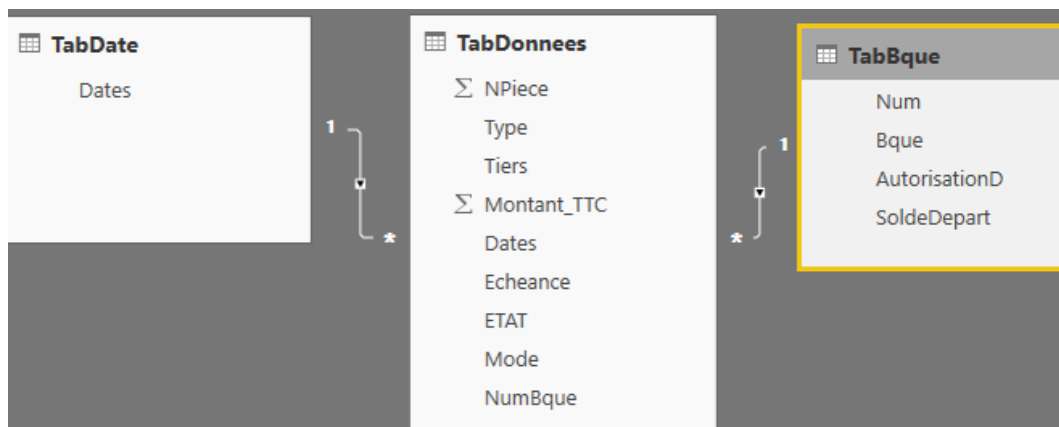 TabDate
Dates
1
*
TabDonnees
Σ NPiece
Type
Tiers
Σ Montant_TTC
Dates
Echeance
ETAT
Mode
NumBque
1
*
TabBque
Num
Bque
AutorisationD
SoldeDepart